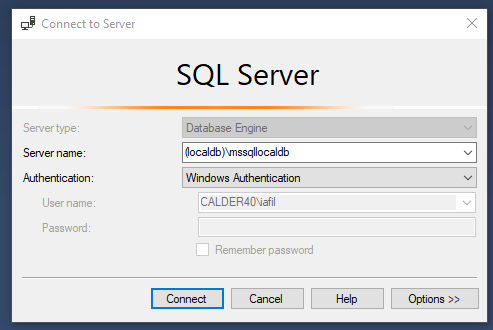 Connect to Server
SQL Server
Server type: Database Engine
Server name: (localdb)\mssqllocaldb
Authentication: Windows Authentication
User name: CALDER40\iafil
Password:
Remember password
Connect Cancel Help Options >>